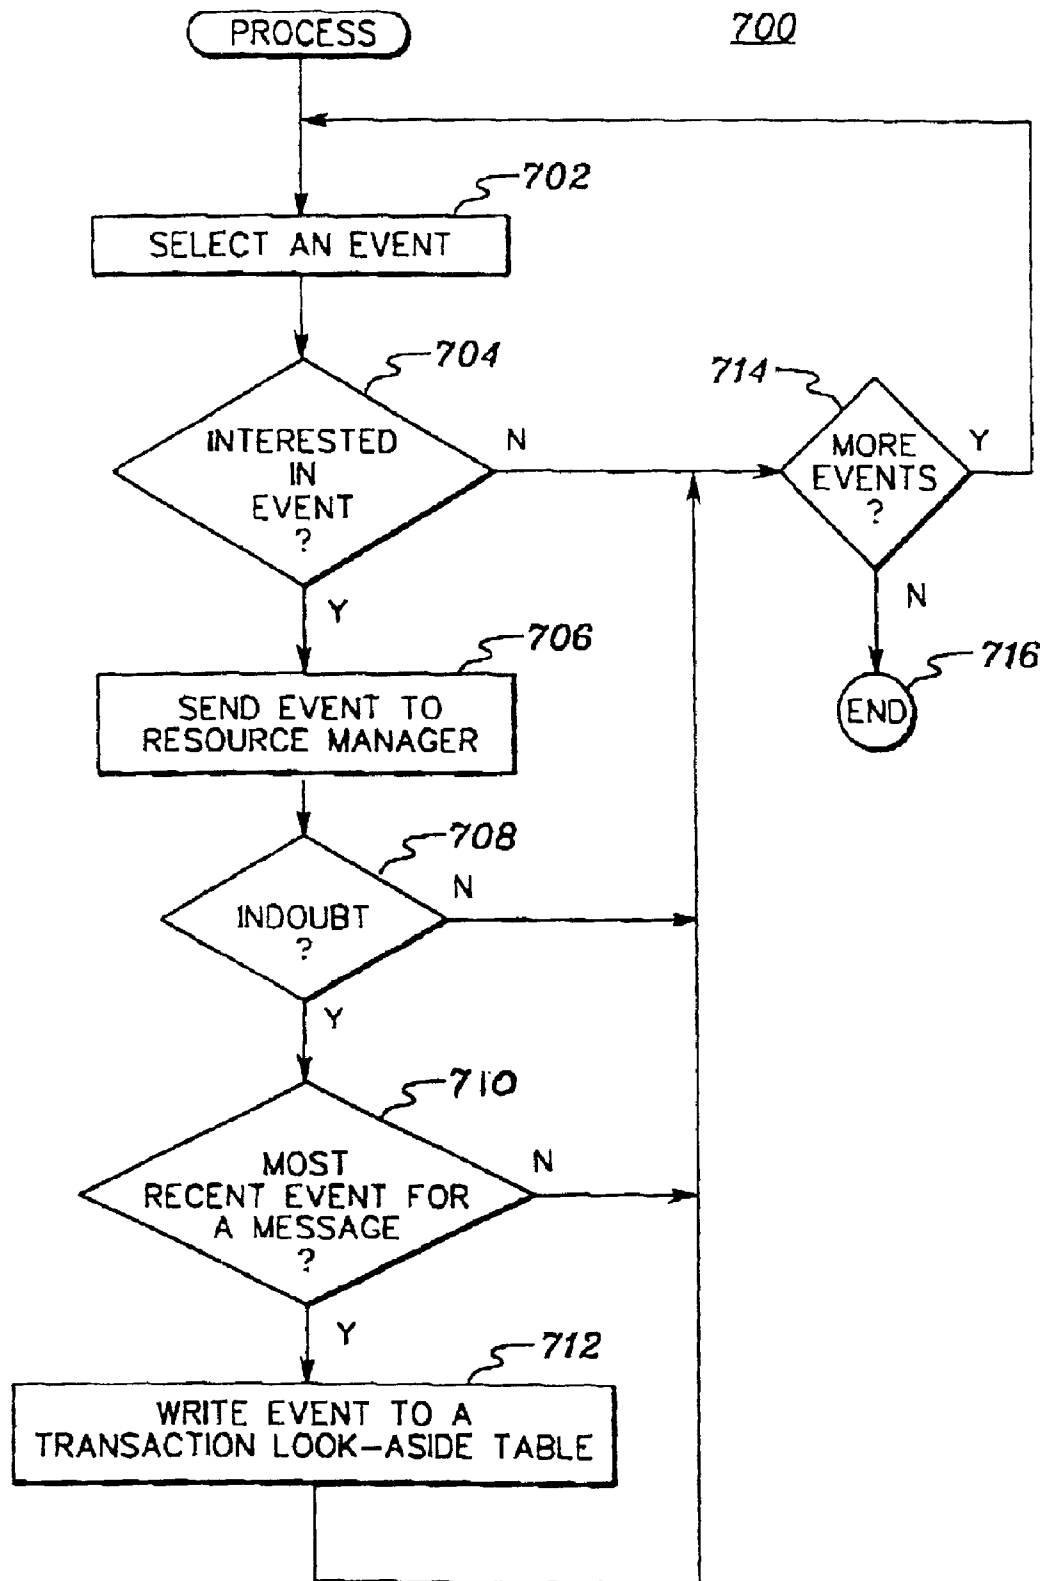 PROCESS
700
702
SELECT AN EVENT
704
INTERESTED
IN
EVENT
?
N
Y
714
MORE
EVENTS
?
Y
N
716
END
706
SEND EVENT TO
RESOURCE MANAGER
708
INDOUBT
?
N
Y
710
MOST
RECENT EVENT FOR
A MESSAGE
?
N
Y
712
WRITE EVENT TO A
TRANSACTION LOOK-ASIDE TABLE